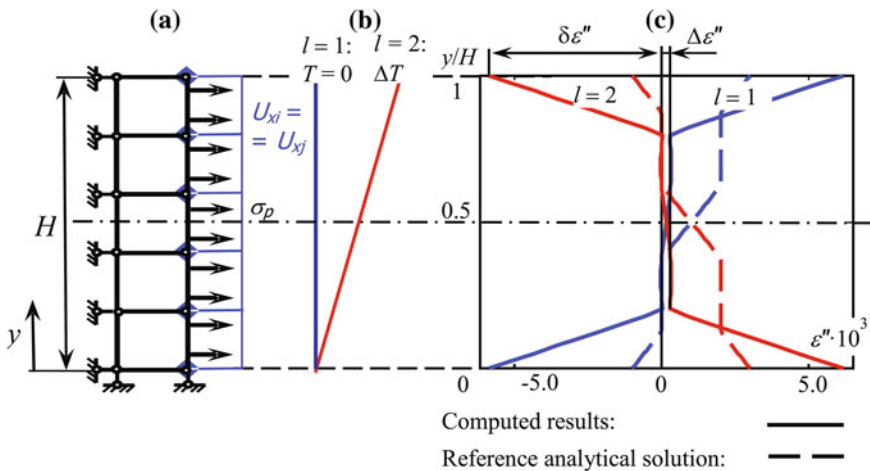 (a)
(b)
(c)
l = 1:
T = 0
l = 2:
ΔT
y/H
δε″
Δε″
1
l = 2
l = 1
U_xi =
= U_xj
σ_p
H
0.5
y
ε″·10³
0
-5.0
0
5.0
Computed results:
Reference analytical solution: